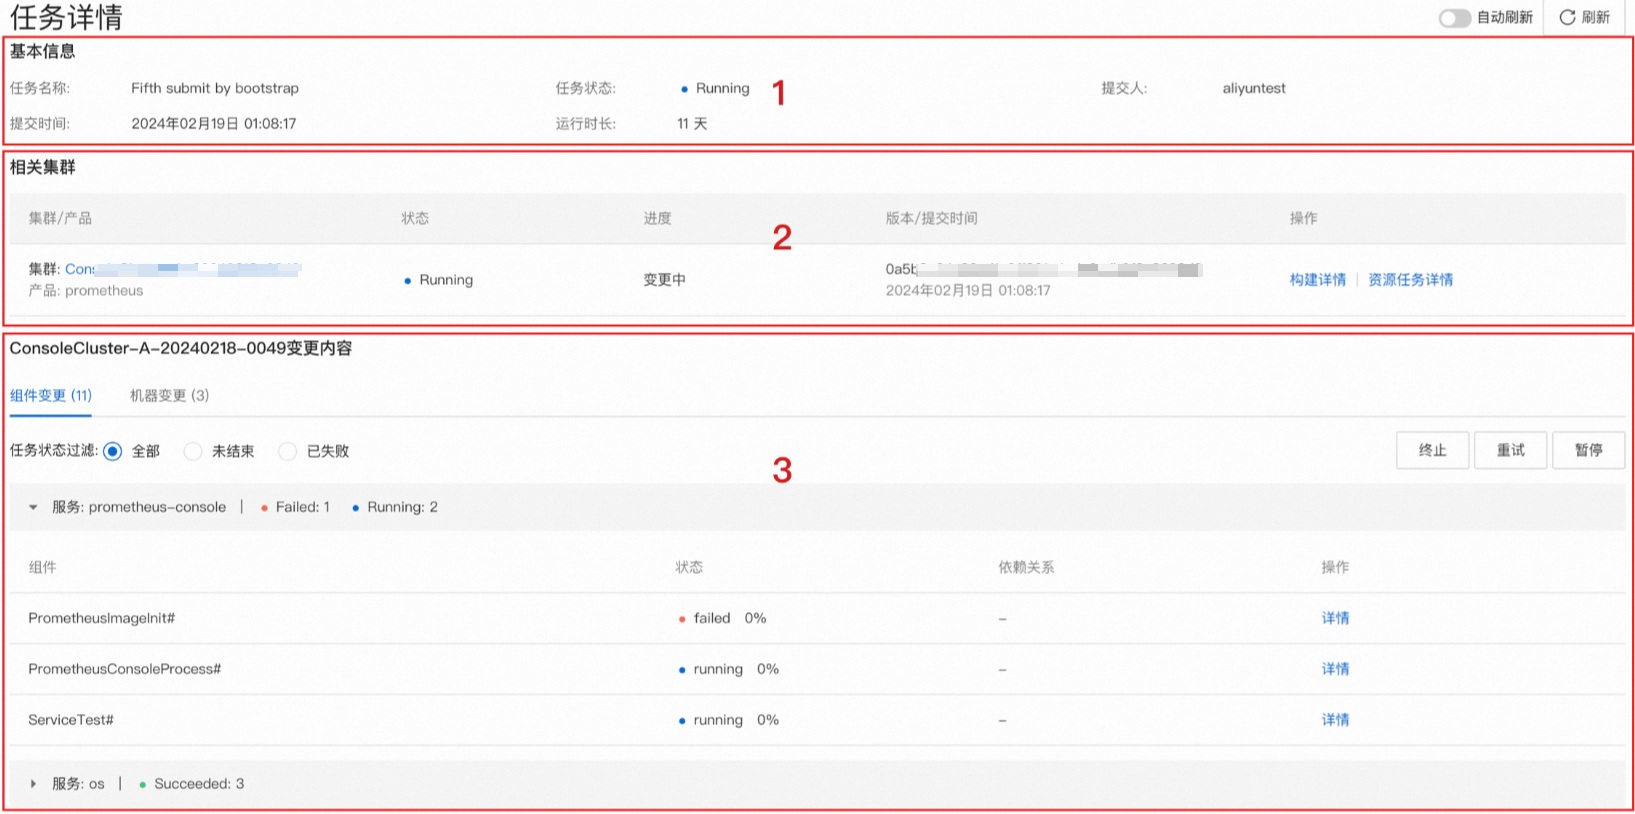 任务详情
自动刷新 刷新
基本信息
任务名称: Fifth submit by bootstrap 任务状态: Running 提交人: aliyuntest
提交时间: 2024年02月19日 01:08:17 运行时长: 11 天
1
相关集群
集群/产品 状态 进度 版本/提交时间 操作
2
集群: Con
产品: prometheus
Running
变更中
0a5b
2024年02月19日 01:08:17
构建详情 | 资源任务详情
ConsoleCluster-A-20240218-0049变更内容
组件变更 (11) 机器变更 (3)
任务状态过滤: 全部 未结束 已失败 终止 重试 暂停
3
服务: prometheus-console | Failed: 1 Running: 2
组件 状态 依赖关系 操作
PrometheusImageInit# failed 0% – 详情
PrometheusConsoleProcess# running 0% – 详情
ServiceTest# running 0% – 详情
服务: os | Succeeded: 3